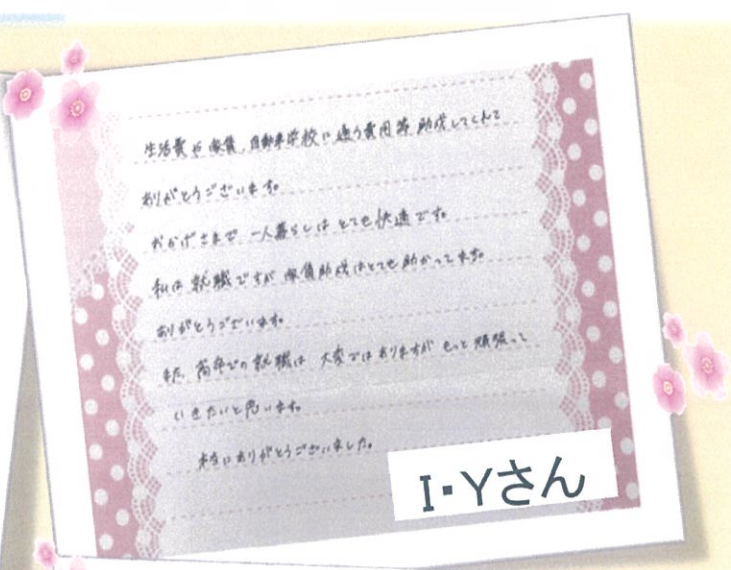 生活費や家賃、自動車学校に通う費用等 助成してくれて
ありがとうございます。
おかげさまで 一人暮らしは とても快適です。
私は 就職ですが 家賃助成はとても助かってます。
ありがとうございます。
また、高卒での就職は 大変ではありますが もっと頑張って
いきたいと思います。
本当にありがとうございました。
I・Yさん